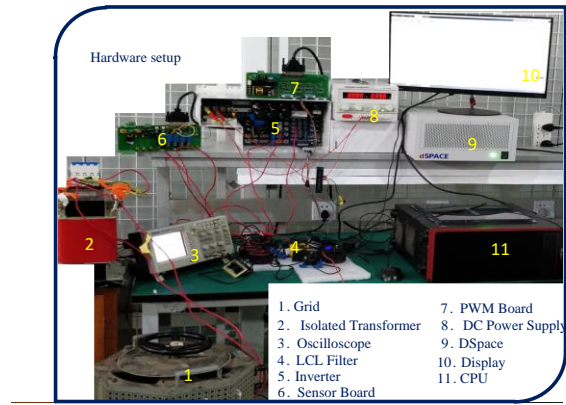 Hardware setup
10
7
8
5
6
9
dSPACE
2
3
4
11
1
1. Grid
2. Isolated Transformer
3. Oscilloscope
4. LCL Filter
5. Inverter
6. Sensor Board
7. PWM Board
8. DC Power Supply
9. DSpace
10. Display
11. CPU